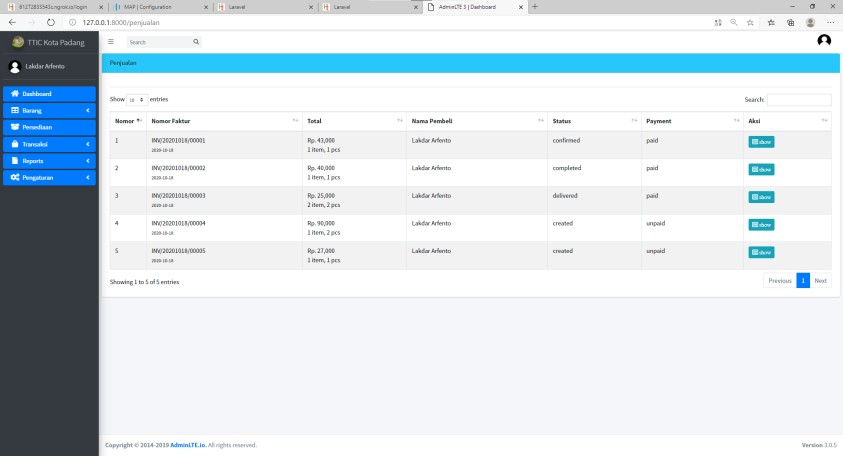 61272833543c.ngrok.io/login
MAP | Configuration
Laravel
Laravel
AdminLTE 3 | Dashboard
127.0.0.1:8000/penjualan
TTIC Kota Padang
Search
Lakdar Arfento
Penjualan
Dashboard
Barang
Persediaan
Transaksi
Reports
Pengaturan
Show 10 entries
Search:
Nomor Nomor Faktur Total Nama Pembeli Status Payment Aksi
1 INV/20201018/00001 Rp. 43,000 Lakdar Arfento confirmed paid show
2020-10-18 1 item, 1 pcs
2 INV/20201018/00002 Rp. 40,000 Lakdar Arfento completed paid show
2020-10-18 1 item, 1 pcs
3 INV/20201018/00003 Rp. 25,000 Lakdar Arfento delivered paid show
2020-10-18 2 item, 2 pcs
4 INV/20201018/00004 Rp. 90,000 Lakdar Arfento created unpaid show
2020-10-18 1 item, 2 pcs
5 INV/20201018/00005 Rp. 27,000 Lakdar Arfento created unpaid show
2020-10-18 1 item, 1 pcs
Showing 1 to 5 of 5 entries
Previous 1 Next
Copyright © 2014-2019 AdminLTE.io. All rights reserved.
Version 3.0.5